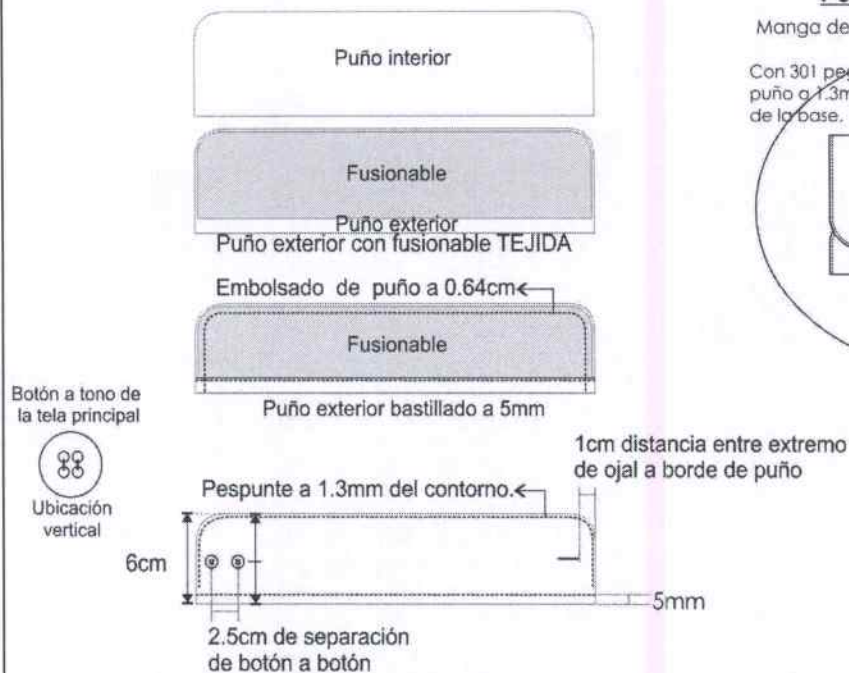 Puño interior
Manga de
Con 301
puño a 1.3m
de la base.
Fusionable
Puño exterior
Puño exterior con fusionable TEJIDA
Embolsado de puño a 0.64cm
Fusionable
Puño exterior bastillado a 5mm
Botón a tono de
la tela principal
Ubicación
vertical
1cm distancia entre extremo
de ojal a borde de puño
Pespunte a 1.3mm del contorno.
6cm
5mm
2.5cm de separación
de botón a botón